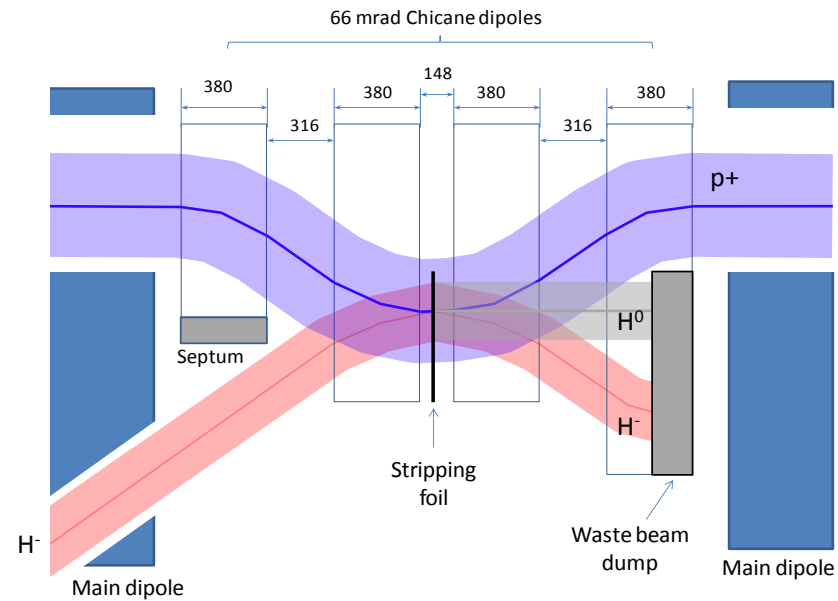 66 mrad Chicane dipoles
148
380
380
380
380
316
316
p+
H0
Septum
H-
Stripping
foil
H-
Waste beam
dump
Main dipole
Main dipole